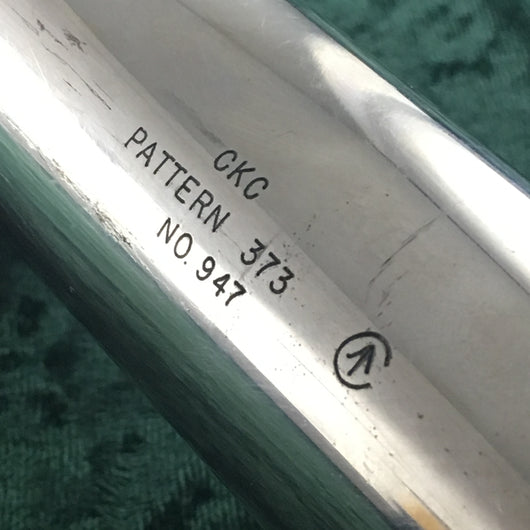 CKC
PATTERN 373
NO. 947